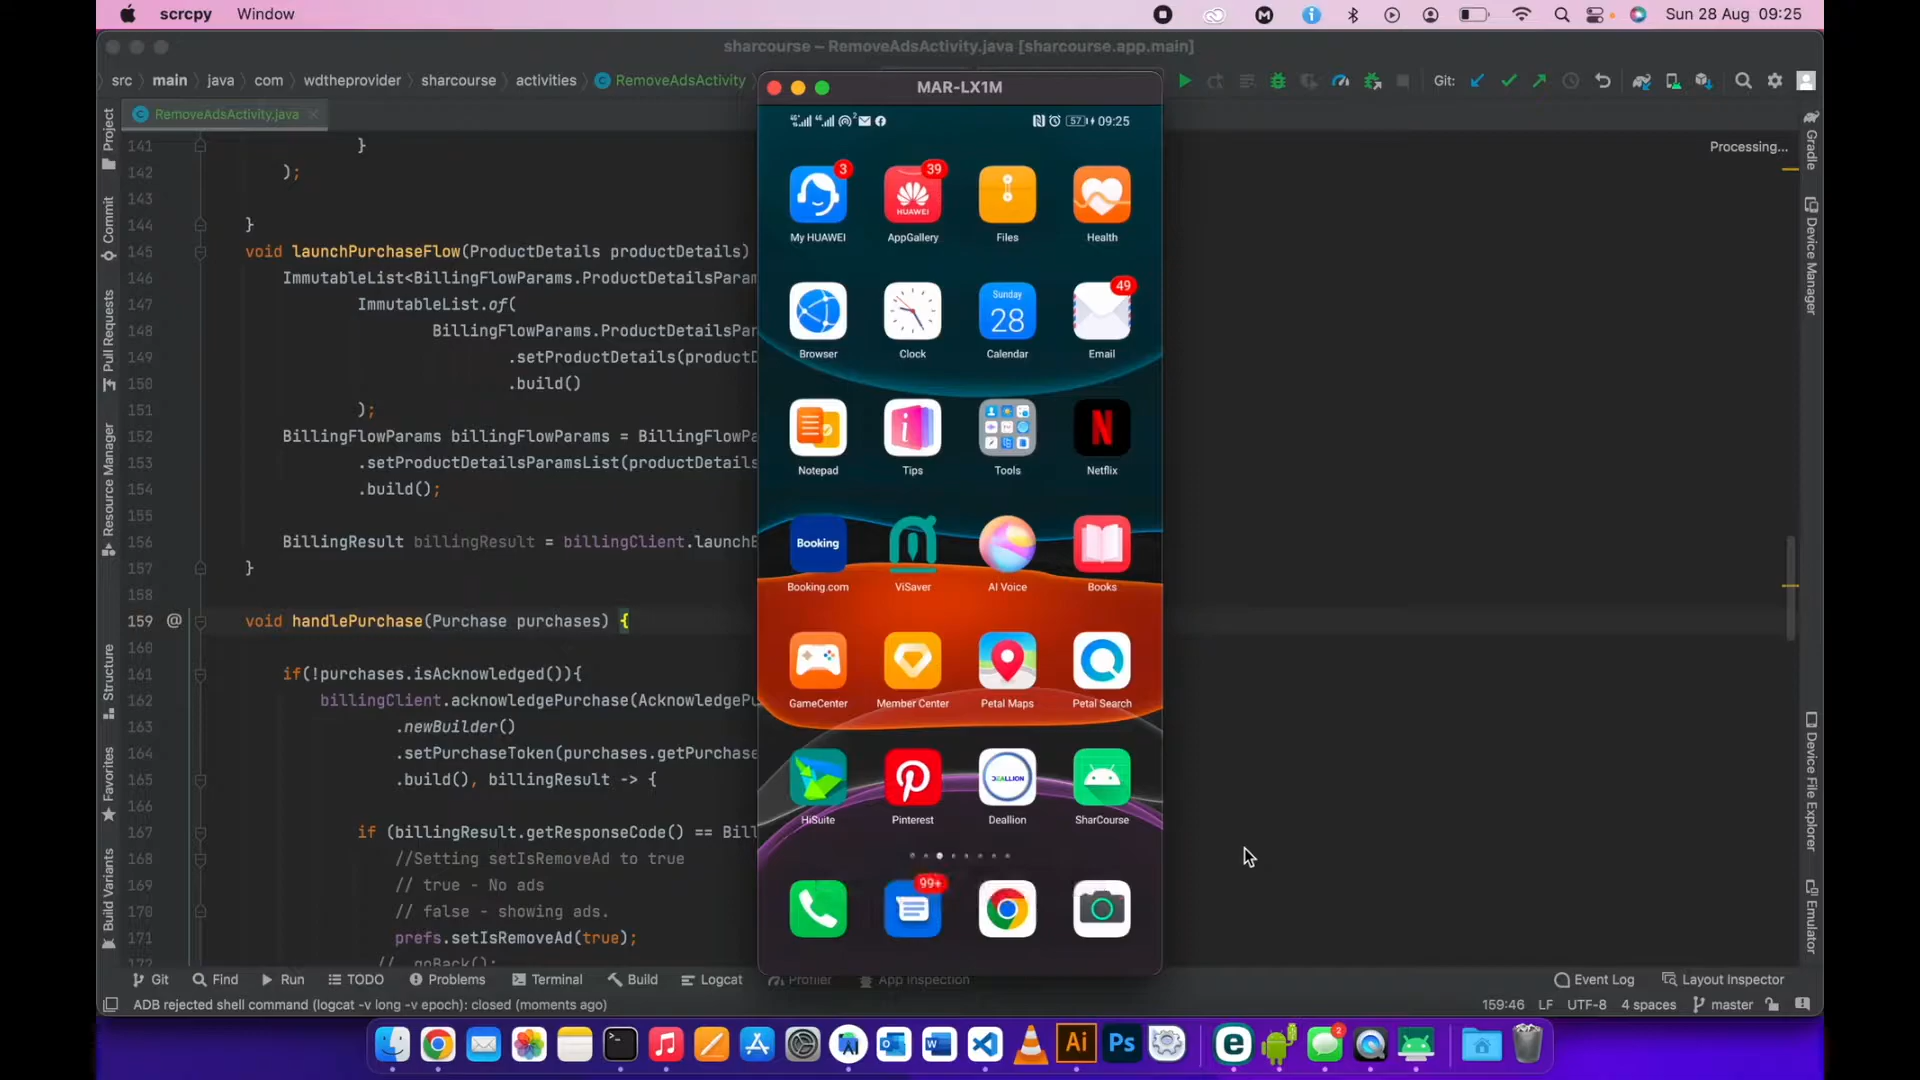 scrcpy Window Sun 28 Aug 09:25
sharcourse – RemoveAdsActivity.java [sharcourse.app.main]
src main java com wdtheprovider sharcourse activities RemoveAdsActivity Git:
MAR-LX1M
RemoveAdsActivity.java
57 09:25
Processing...
141 }
142 );
143
144 }
145 void launchPurchaseFlow(ProductDetails productDetails)
146 ImmutableList<BillingFlowParams.ProductDetailsParam
147 ImmutableList.of(
148 BillingFlowParams.ProductDetailsPar
149 .setProductDetails(productD
150 .build()
151 );
152 BillingFlowParams billingFlowParams = BillingFlowPa
153 .setProductDetailsParamsList(productDetails
154 .build();
155
156 BillingResult billingResult = billingClient.launchB
157 }
158
159 @ void handlePurchase(Purchase purchases) {
160
161 if(!purchases.isAcknowledged()){
162 billingClient.acknowledgePurchase(AcknowledgePu
163 .newBuilder()
164 .setPurchaseToken(purchases.getPurchase
165 .build(), billingResult -> {
166
167 if (billingResult.getResponseCode() == Bill
168 //Setting setIsRemoveAd to true
169 // true - No ads
170 // false - showing ads.
171 prefs.setIsRemoveAd(true);
172 // goBack();
3 39
HUAWEI
My HUAWEI AppGallery Files Health
Sunday
28 49
Browser Clock Calendar Email
Notepad Tips Tools Netflix
Booking
Booking.com ViSaver AI Voice Books
GameCenter Member Center Petal Maps Petal Search
DEALLION
HiSuite Pinterest Deallion SharCourse
99+
Project
Commit
Pull Requests
Resource Manager
Structure
Favorites
Build Variants
Gradle
Device Manager
Device File Explorer
Emulator
Git Find Run TODO Problems Terminal Build Logcat Profiler App Inspection Event Log Layout Inspector
ADB rejected shell command (logcat -v long -v epoch): closed (moments ago) 159:46 LF UTF-8 4 spaces master
Ai Ps 2